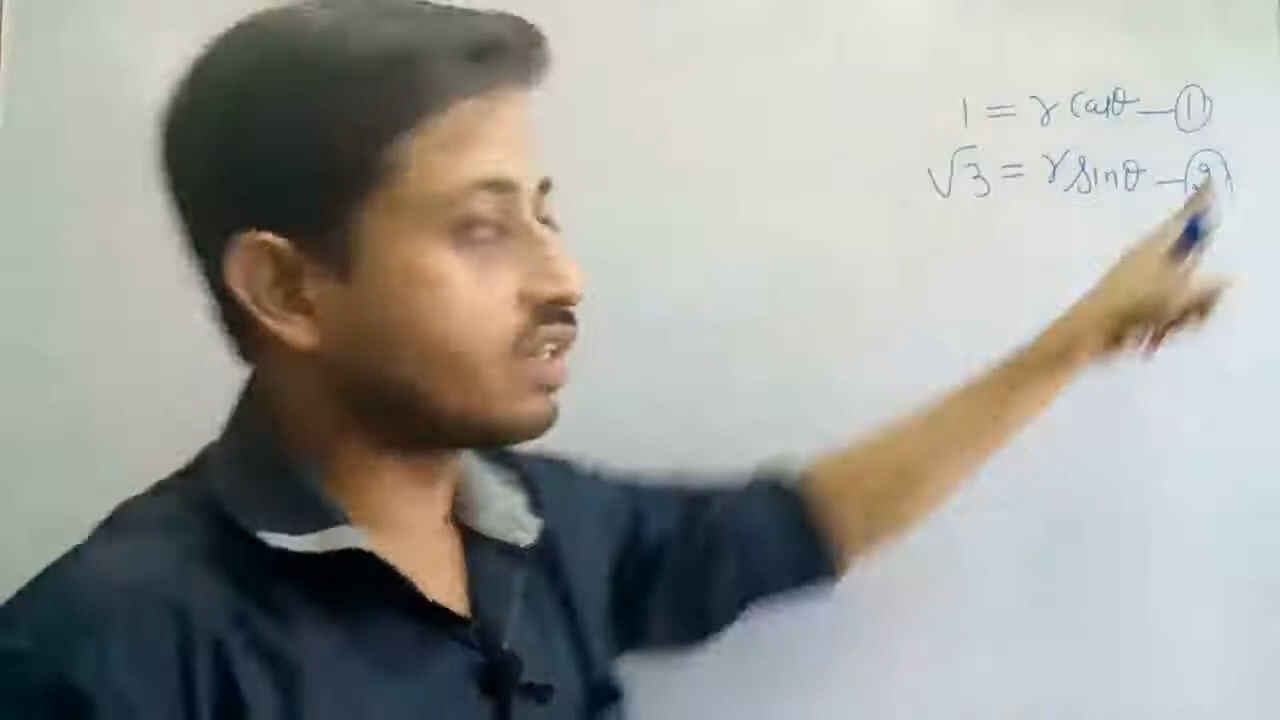 1 = r cosθ — ①
√3 = r sinθ — ②